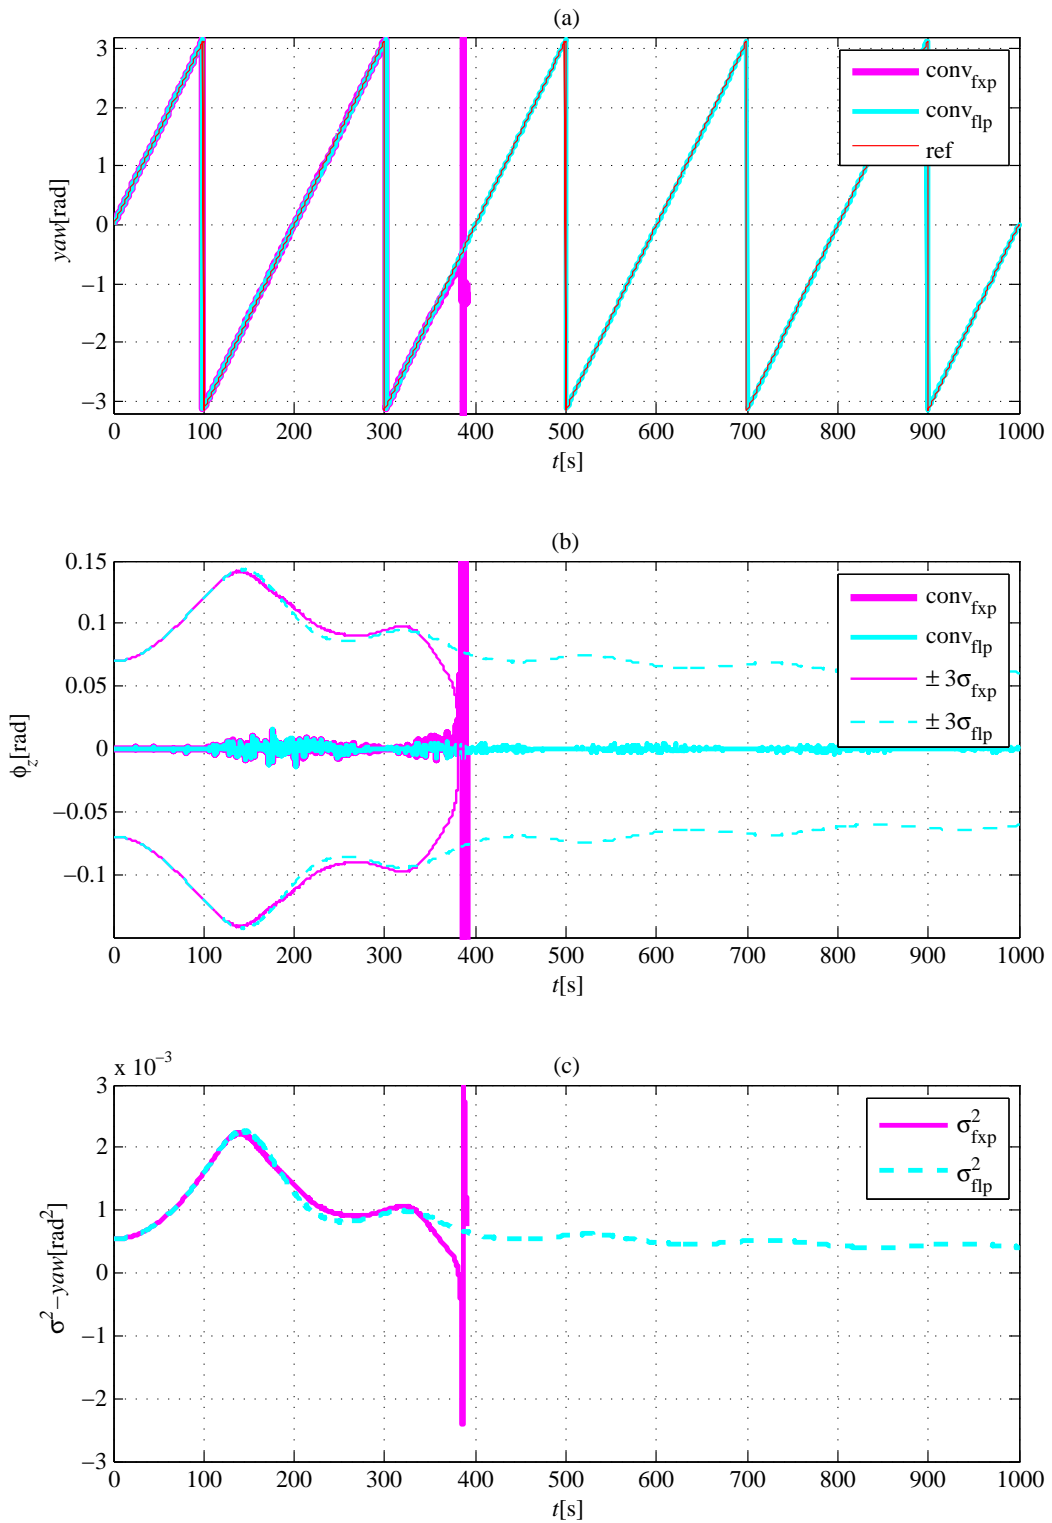 (a)
3
2
1
0
−1
−2
−3
yaw[rad]
conv_fxp
conv_flp
ref
0 100 200 300 400 500 600 700 800 900 1000
t[s]
(b)
0.15
0.1
0.05
0
−0.05
−0.1
ϕ_z[rad]
conv_fxp
conv_flp
± 3σ_fxp
± 3σ_flp
0 100 200 300 400 500 600 700 800 900 1000
t[s]
x 10^−3
(c)
3
2
1
0
−1
−2
−3
σ^2−yaw[rad^2]
σ^2_fxp
σ^2_flp
0 100 200 300 400 500 600 700 800 900 1000
t[s]